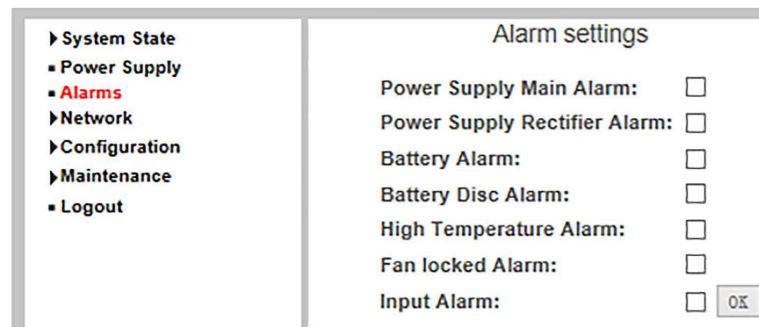 System State
Power Supply
Alarms
Network
Configuration
Maintenance
Logout
Alarm settings
Power Supply Main Alarm:
Power Supply Rectifier Alarm:
Battery Alarm:
Battery Disc Alarm:
High Temperature Alarm:
Fan locked Alarm:
Input Alarm:
OK